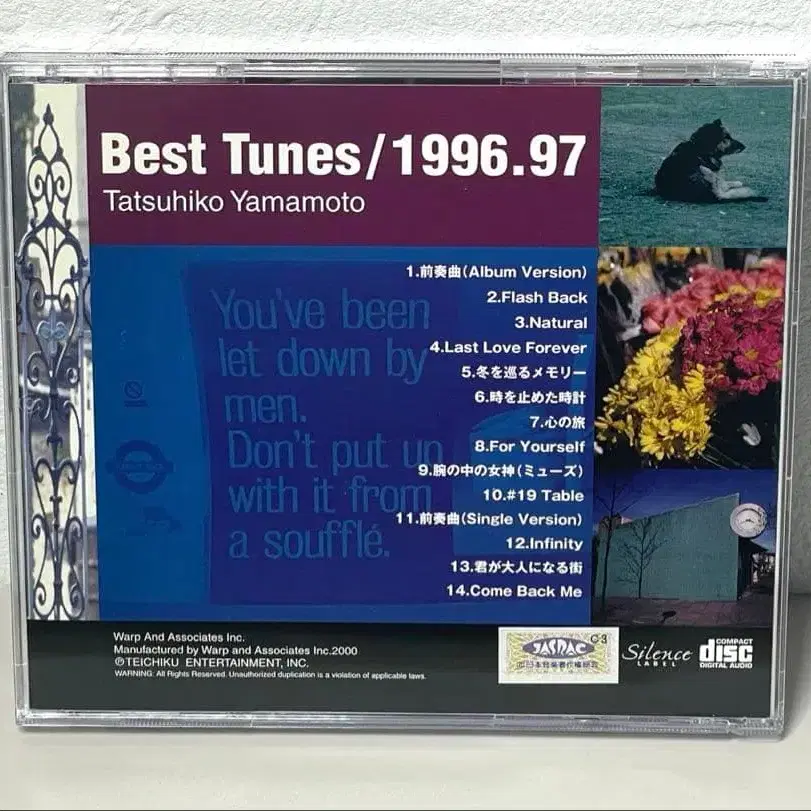 Best Tunes/1996.97
Tatsuhiko Yamamoto
1.前奏曲(Album Version)
2.Flash Back
3.Natural
4.Last Love Forever
5.冬を巡るメモリー
6.時を止めた時計
7.心の旅
8.For Yourself
9.腕の中の女神(ミューズ)
10.#19 Table
11.前奏曲(Single Version)
12.Infinity
13.君が大人になる街
14.Come Back Me
You've been
let down by
men.
Don't put up
with it from
a soufflé.
Warp And Associates Inc.
Manufactured by Warp and Associates Inc.2000
℗TEICHIKU ENTERTAINMENT, INC.
WARNING: All Rights Reserved. Unauthorized duplication is a violation of applicable laws.
C-3
JASRAC
Silence
LABEL
COMPACT
disc
DIGITAL AUDIO